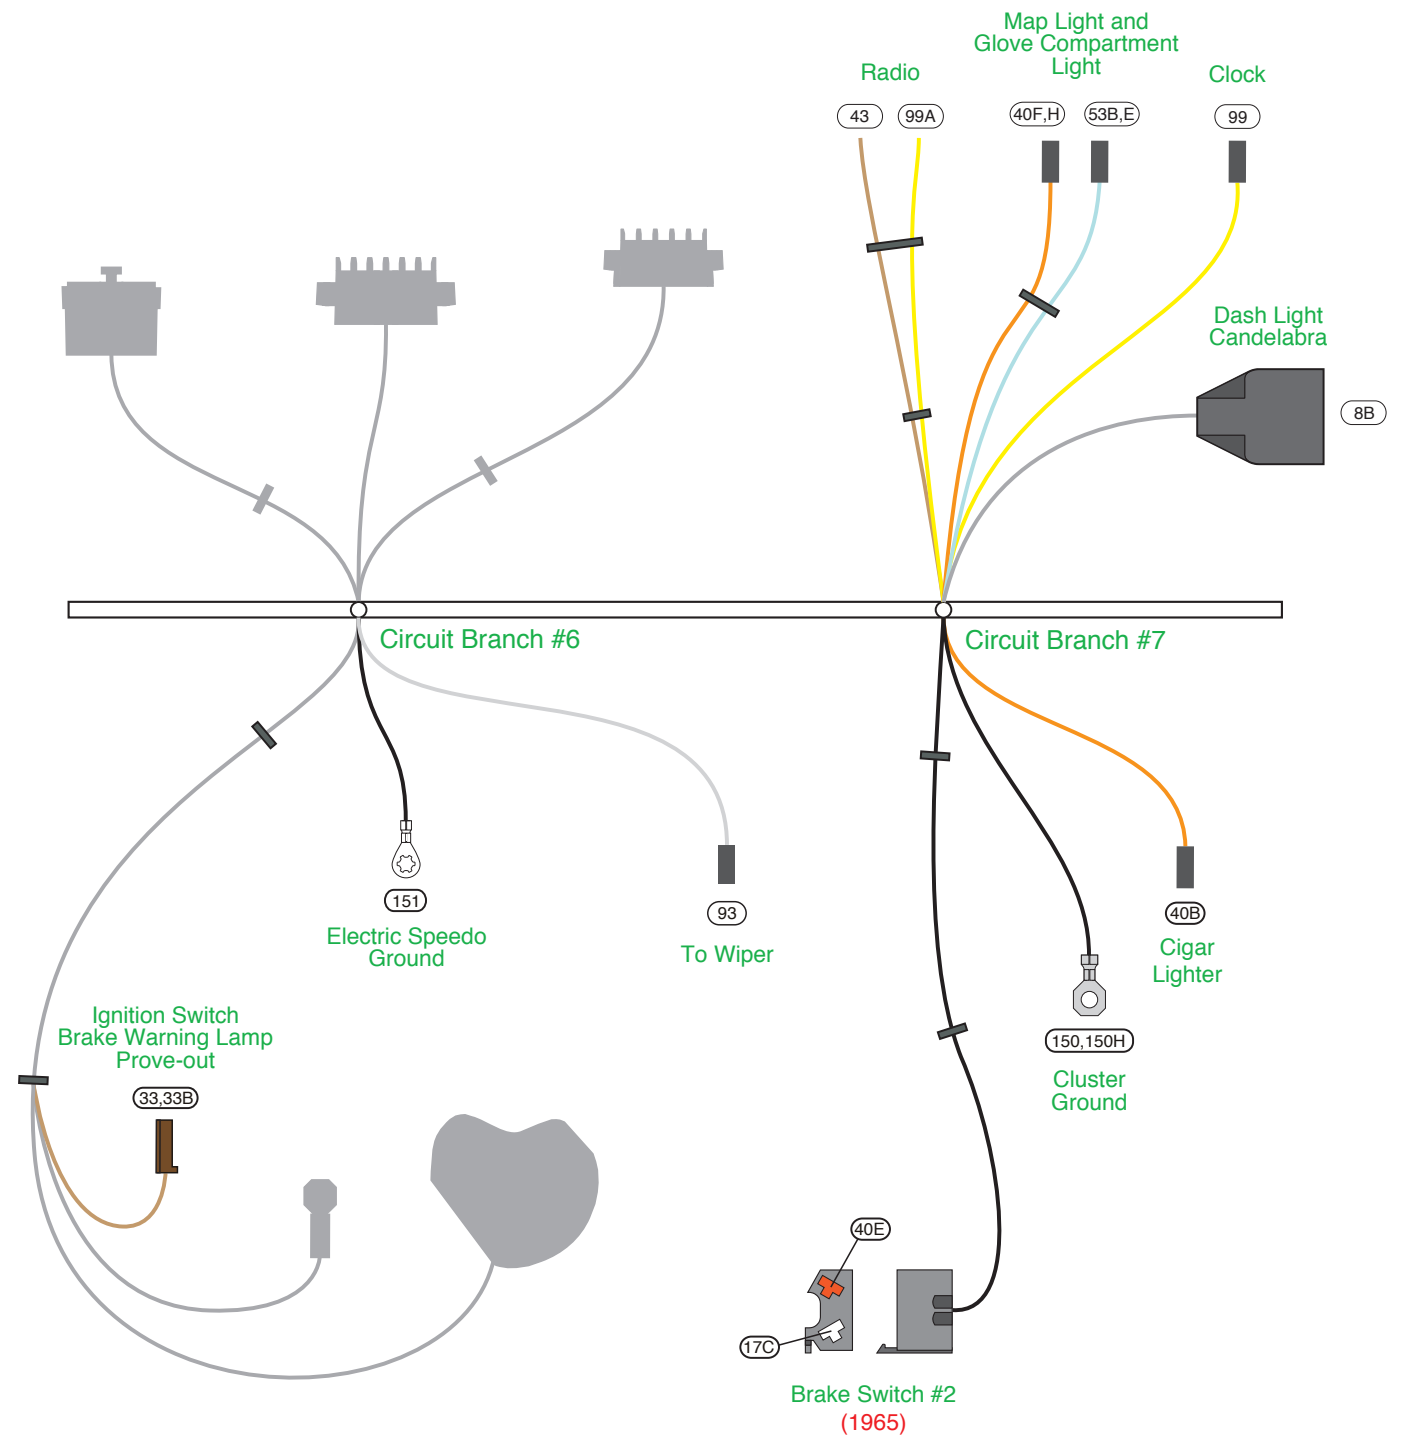 Map Light and
Glove Compartment
Light
Radio
Clock
43
99A
40F,H
53B,E
99
Dash Light
Candelabra
8B
Circuit Branch #6
Circuit Branch #7
151
Electric Speedo
Ground
93
To Wiper
40B
Cigar
Lighter
Ignition Switch
Brake Warning Lamp
Prove-out
33,33B
150,150H
Cluster
Ground
40E
17C
Brake Switch #2
(1965)